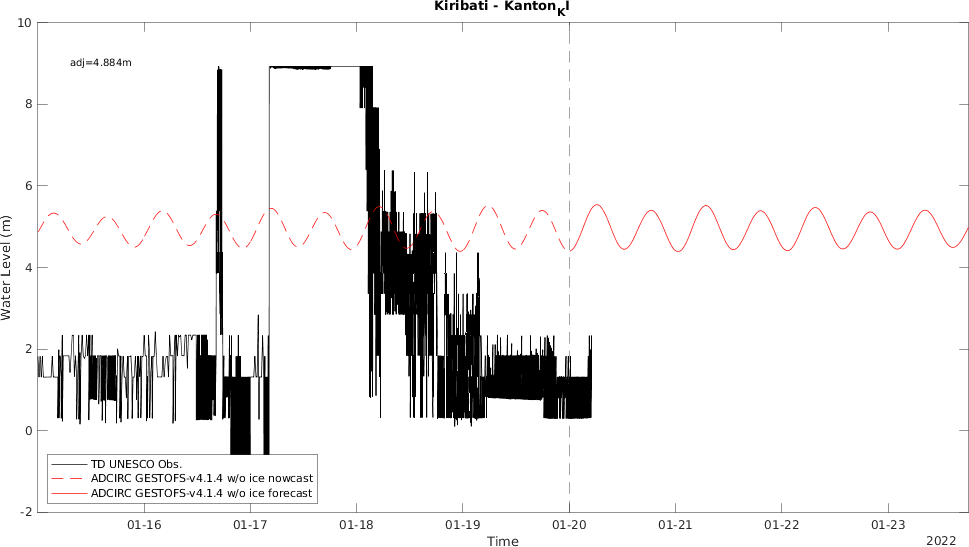 Kiribati - Kanton_KI
adj=4.884m
Water Level (m)
10
8
6
4
2
0
-2
TD UNESCO Obs.
ADCIRC GESTOFS-v4.1.4 w/o ice nowcast
ADCIRC GESTOFS-v4.1.4 w/o ice forecast
01-16 01-17 01-18 01-19 01-20 01-21 01-22 01-23
Time
2022